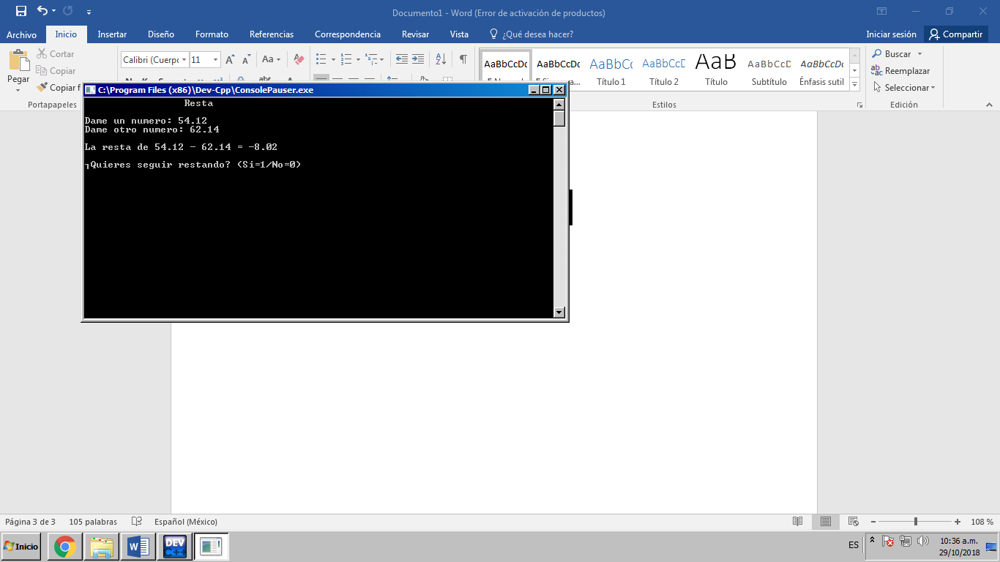 Documento1 - Word (Error de activación de productos)
Archivo Inicio Insertar Diseño Formato Referencias Correspondencia Revisar Vista ¿Qué desea hacer? Iniciar sesión Compartir
Pegar
Cortar
Copiar
Copiar f
Portapapeles
Calibri (Cuerpo 11
AaBbCcDc AaBbCcDc AaBbCc AaBbCcD AaB AaBbCcD AaBbCcDc
Título 1 Título 2 Título Subtítulo Énfasis sutil
Estilos
Buscar
Reemplazar
Seleccionar
Edición
C:\Program Files (x86)\Dev-Cpp\ConsolePauser.exe
Resta
Dame un numero: 54.12
Dame otro numero: 62.14
La resta de 54.12 - 62.14 = -8.02
┐Quieres seguir restando? (Si=1/No=0)
Página 3 de 3 105 palabras Español (México) 108 %
Inicio
DEV C++
ES
10:36 a.m.
29/10/2018